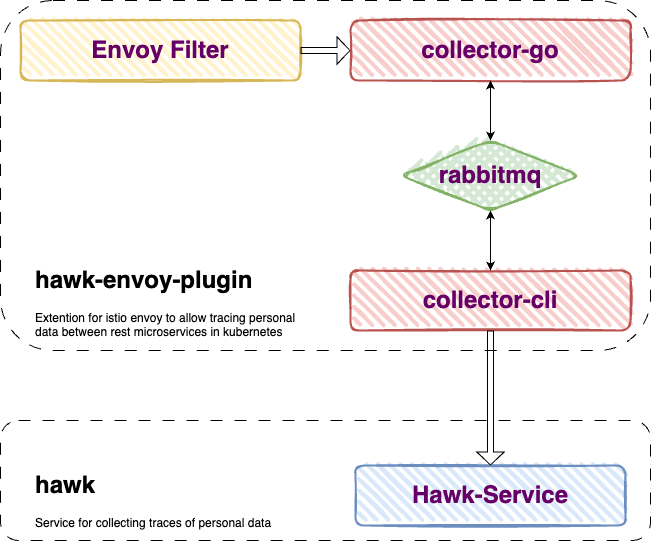 Envoy Filter
collector-go
rabbitmq
hawk-envoy-plugin
Extention for istio envoy to allow tracing personal
data between rest microservices in kubernetes
collector-cli
hawk
Service for collecting traces of personal data
Hawk-Service